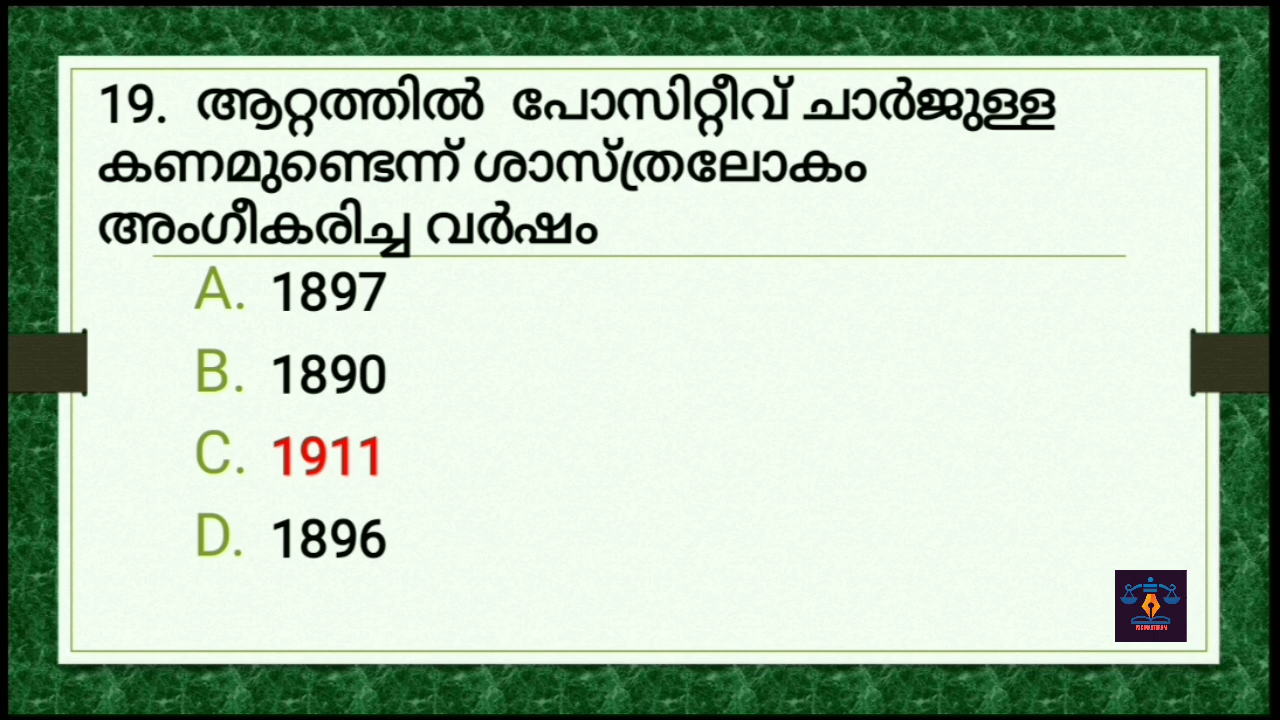 19. ആറ്റത്തിൽ പോസിറ്റീവ് ചാർജുള്ള
കണമുണ്ടെന്ന് ശാസ്ത്രലോകം
അംഗീകരിച്ച വർഷം
A. 1897
B. 1890
C. 1911
D. 1896